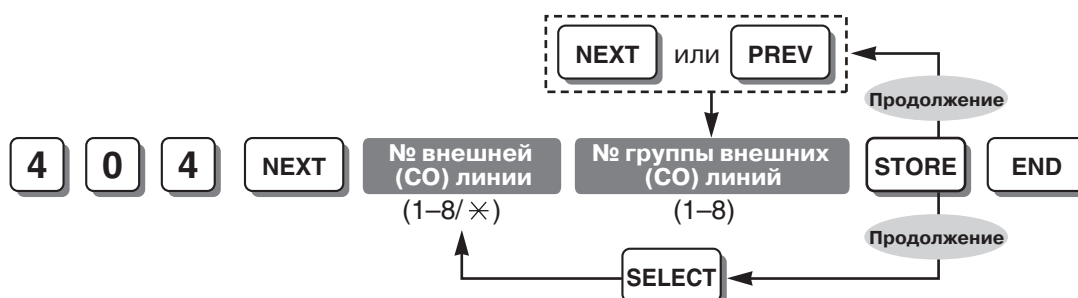 NEXT или PREV
Продолжение
4 0 4 NEXT № внешней (CO) линии № группы внешних (CO) линий STORE END
(1–8/✳) (1–8)
Продолжение
SELECT